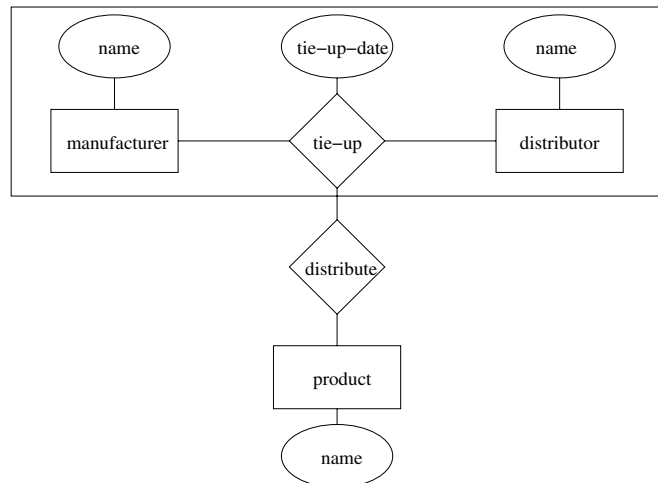 name
tie−up−date
name
manufacturer
tie−up
distributor
distribute
product
name